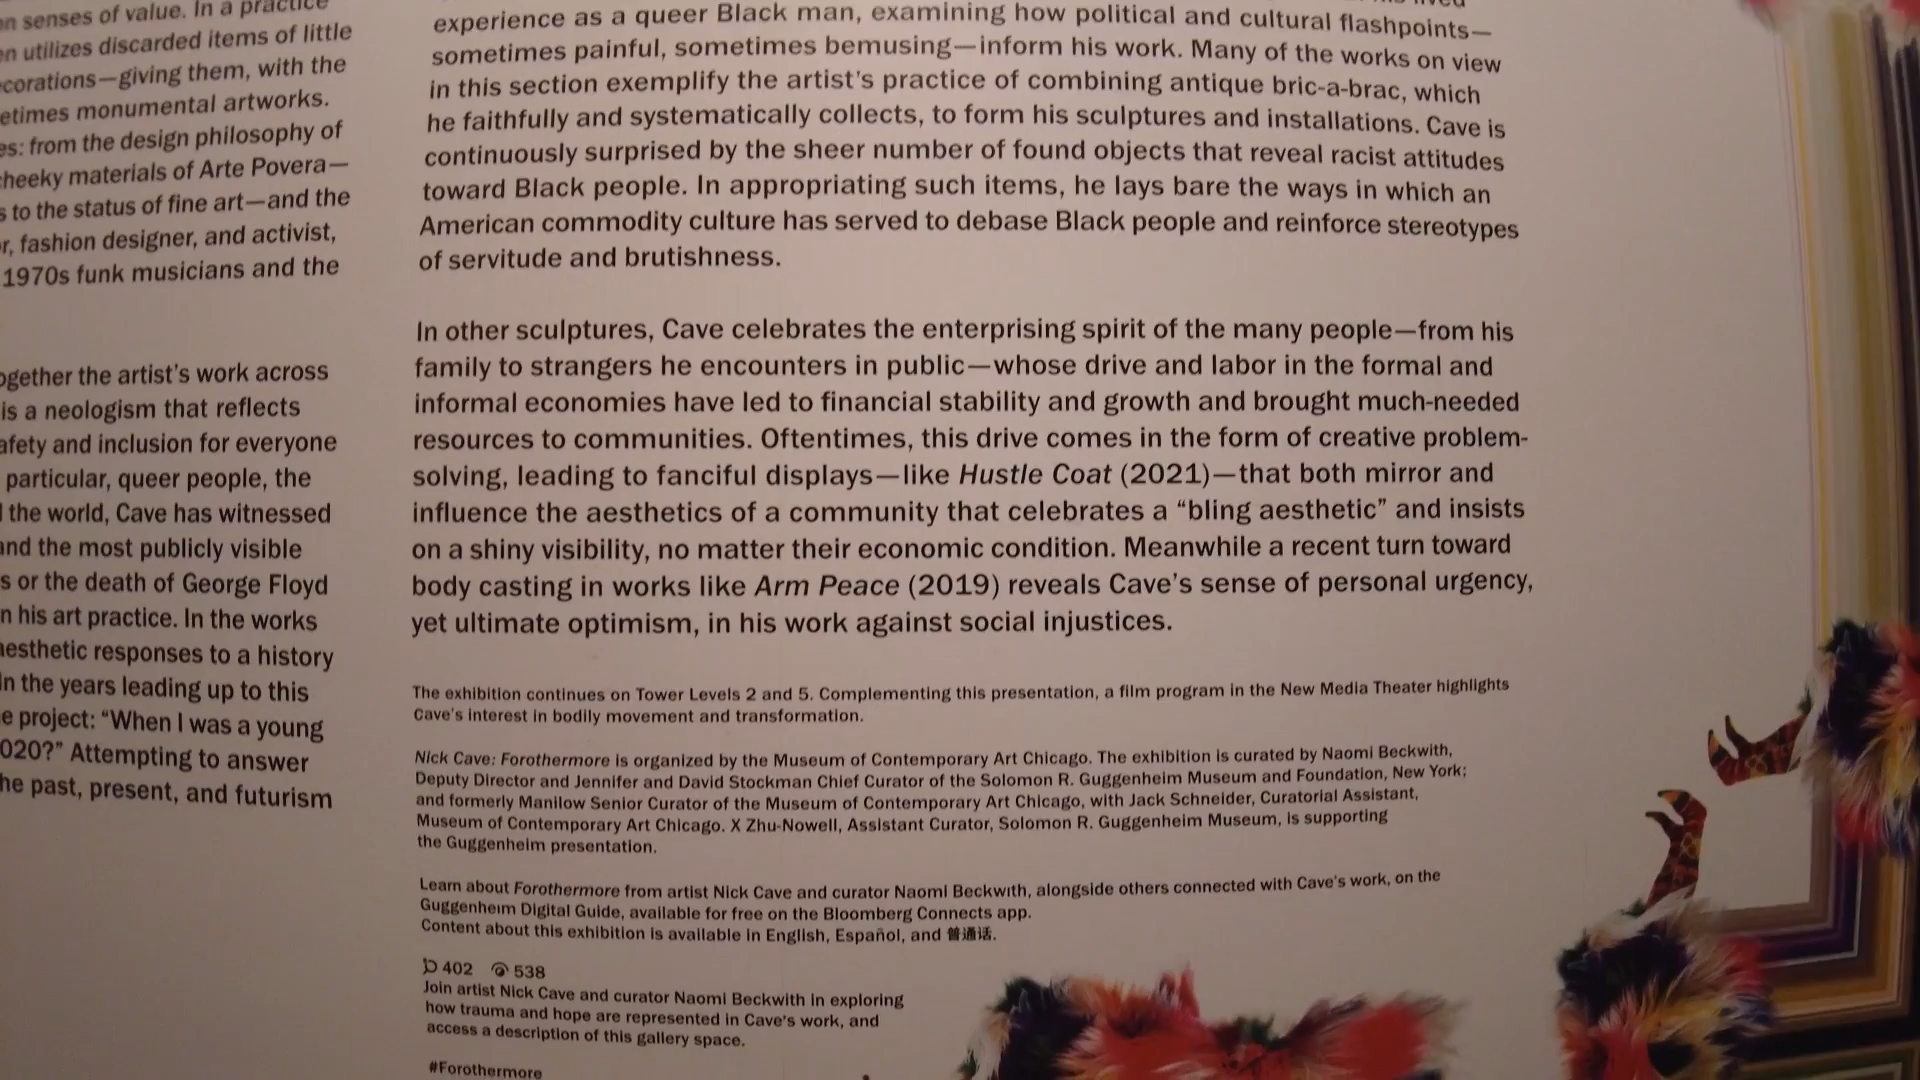 n senses of value. In a practice
en utilizes discarded items of little
corations—giving them, with the
etimes monumental artworks.
es: from the design philosophy of
cheeky materials of Arte Povera—
s to the status of fine art—and the
r, fashion designer, and activist,
1970s funk musicians and the
ogether the artist's work across
is a neologism that reflects
afety and inclusion for everyone
particular, queer people, the
the world, Cave has witnessed
and the most publicly visible
s or the death of George Floyd
n his art practice. In the works
aesthetic responses to a history
in the years leading up to this
e project: “When I was a young
020?” Attempting to answer
he past, present, and futurism
experience as a queer Black man, examining how political and cultural flashpoints—
sometimes painful, sometimes bemusing—inform his work. Many of the works on view
in this section exemplify the artist's practice of combining antique bric-a-brac, which
he faithfully and systematically collects, to form his sculptures and installations. Cave is
continuously surprised by the sheer number of found objects that reveal racist attitudes
toward Black people. In appropriating such items, he lays bare the ways in which an
American commodity culture has served to debase Black people and reinforce stereotypes
of servitude and brutishness.
In other sculptures, Cave celebrates the enterprising spirit of the many people—from his
family to strangers he encounters in public—whose drive and labor in the formal and
informal economies have led to financial stability and growth and brought much-needed
resources to communities. Oftentimes, this drive comes in the form of creative problem-
solving, leading to fanciful displays—like Hustle Coat (2021)—that both mirror and
influence the aesthetics of a community that celebrates a “bling aesthetic” and insists
on a shiny visibility, no matter their economic condition. Meanwhile a recent turn toward
body casting in works like Arm Peace (2019) reveals Cave's sense of personal urgency,
yet ultimate optimism, in his work against social injustices.
The exhibition continues on Tower Levels 2 and 5. Complementing this presentation, a film program in the New Media Theater highlights
Cave's interest in bodily movement and transformation.
Nick Cave: Forothermore is organized by the Museum of Contemporary Art Chicago. The exhibition is curated by Naomi Beckwith,
Deputy Director and Jennifer and David Stockman Chief Curator of the Solomon R. Guggenheim Museum and Foundation, New York;
and formerly Manilow Senior Curator of the Museum of Contemporary Art Chicago, with Jack Schneider, Curatorial Assistant,
Museum of Contemporary Art Chicago. X Zhu-Nowell, Assistant Curator, Solomon R. Guggenheim Museum, is supporting
the Guggenheim presentation.
Learn about Forothermore from artist Nick Cave and curator Naomi Beckwith, alongside others connected with Cave's work, on the
Guggenheim Digital Guide, available for free on the Bloomberg Connects app.
Content about this exhibition is available in English, Español, and 普通话.
402 538
Join artist Nick Cave and curator Naomi Beckwith in exploring
how trauma and hope are represented in Cave's work, and
access a description of this gallery space.
#Forothermore